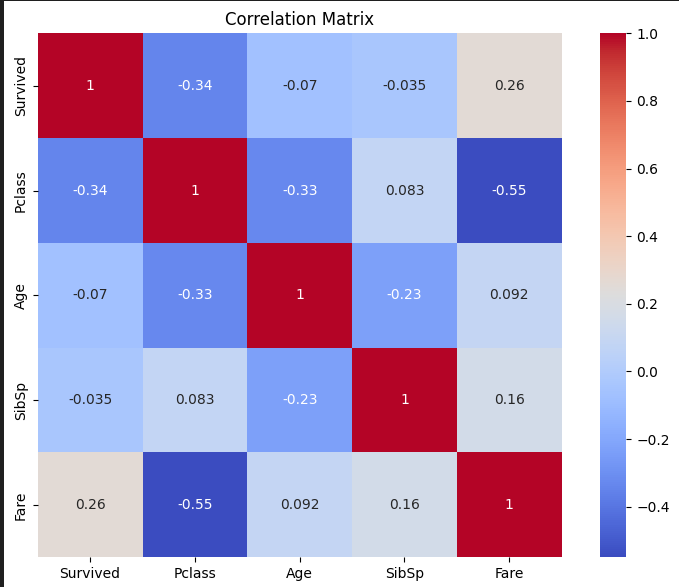 Correlation Matrix
Survived 1 -0.34 -0.07 -0.035 0.26
Pclass -0.34 1 -0.33 0.083 -0.55
Age -0.07 -0.33 1 -0.23 0.092
SibSp -0.035 0.083 -0.23 1 0.16
Fare 0.26 -0.55 0.092 0.16 1
Survived Pclass Age SibSp Fare
1.0
0.8
0.6
0.4
0.2
0.0
−0.2
−0.4